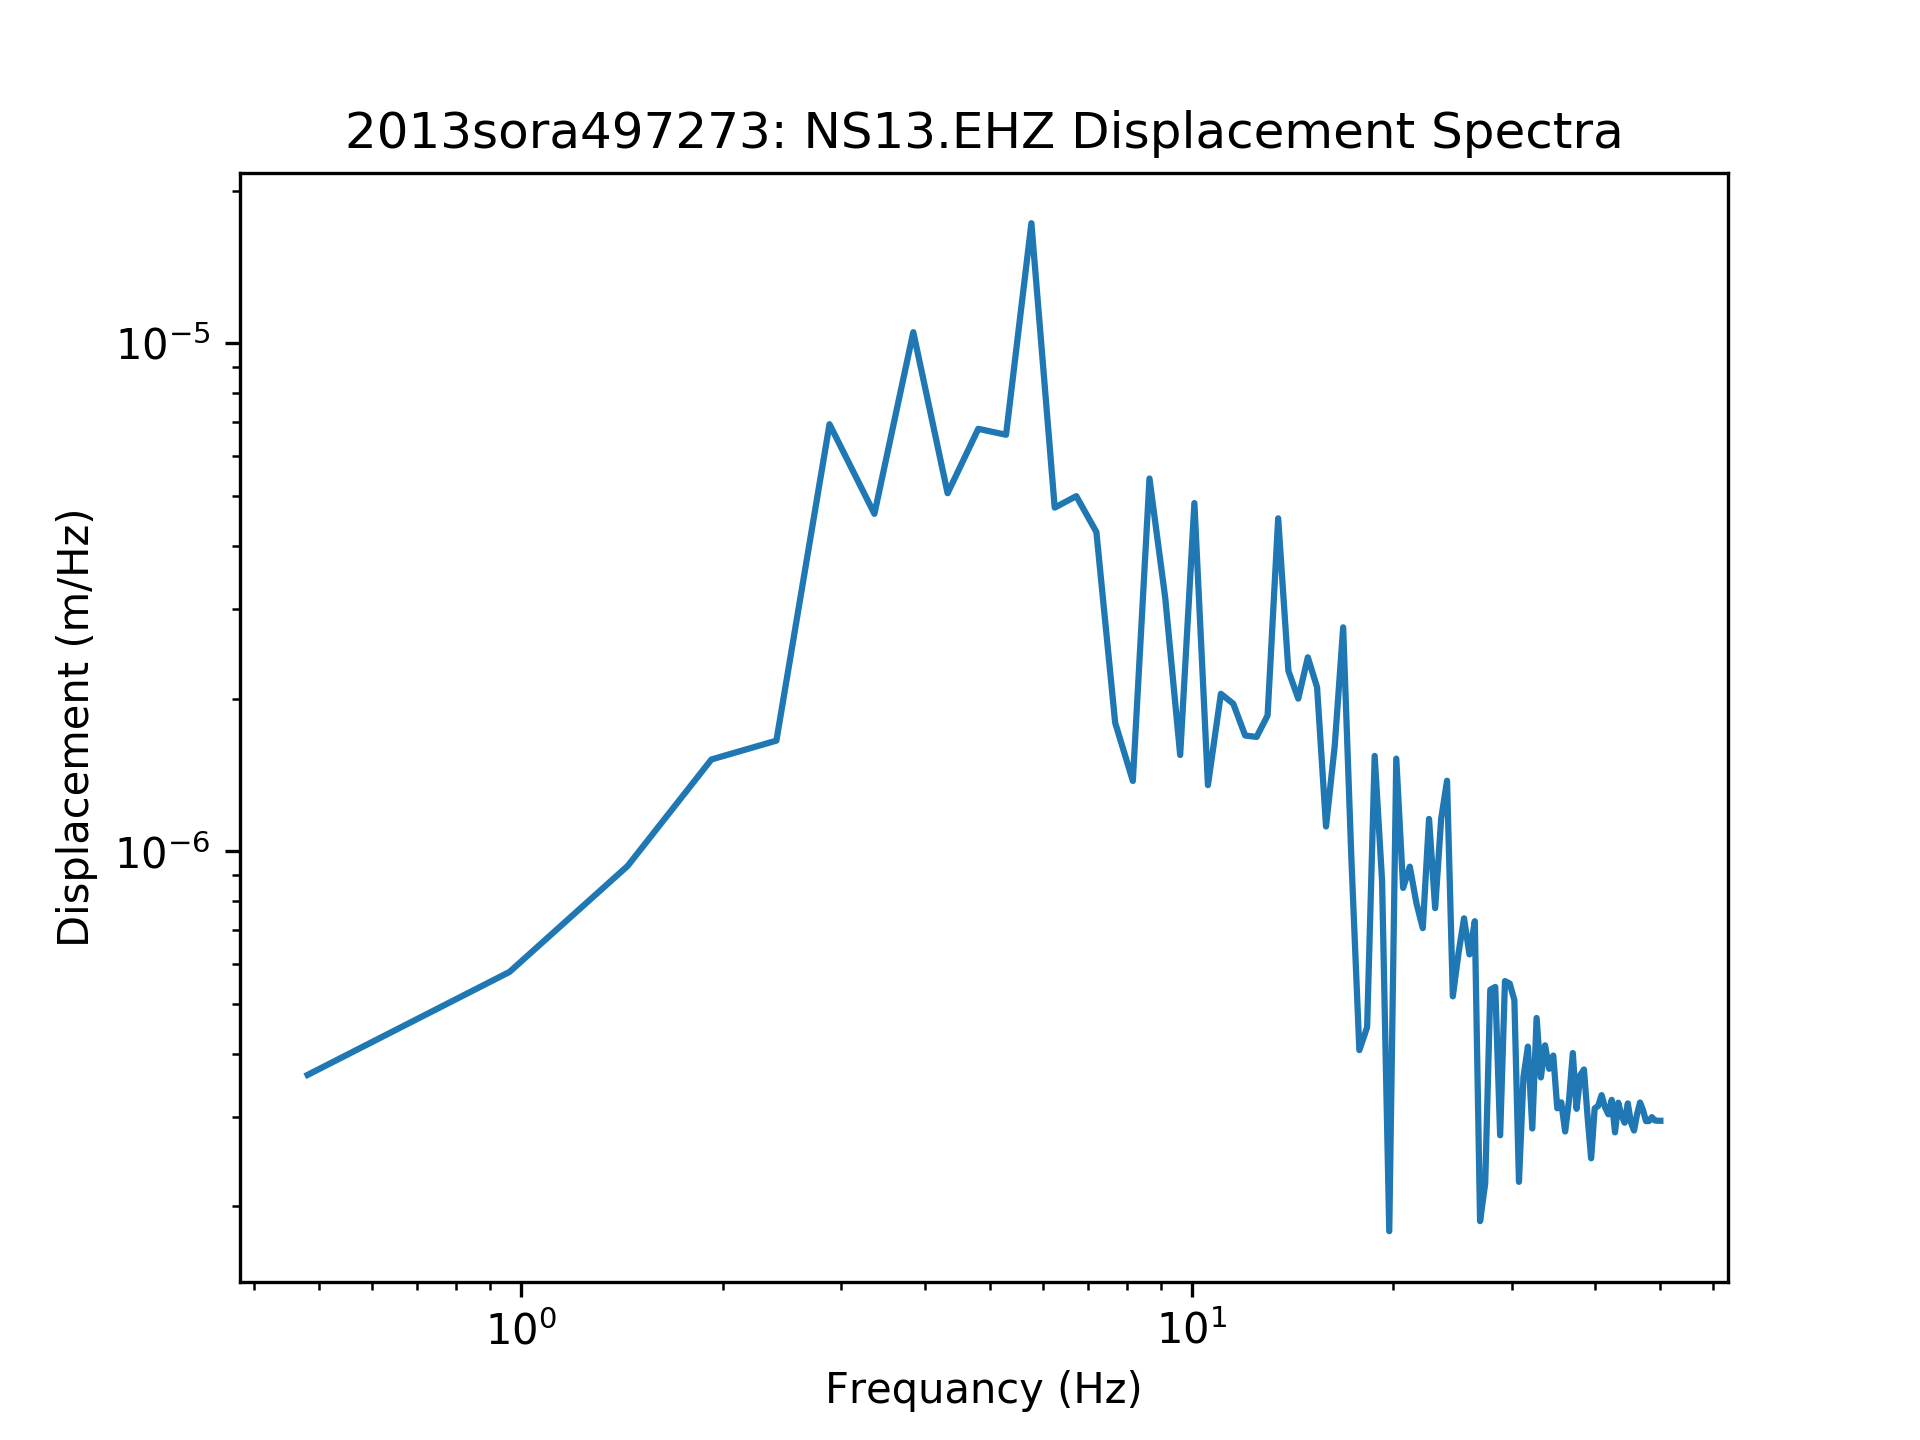 2013sora497273: NS13.EHZ Displacement Spectra
Displacement (m/Hz)
10⁻⁵
10⁻⁶
10⁰ 10¹
Frequancy (Hz)